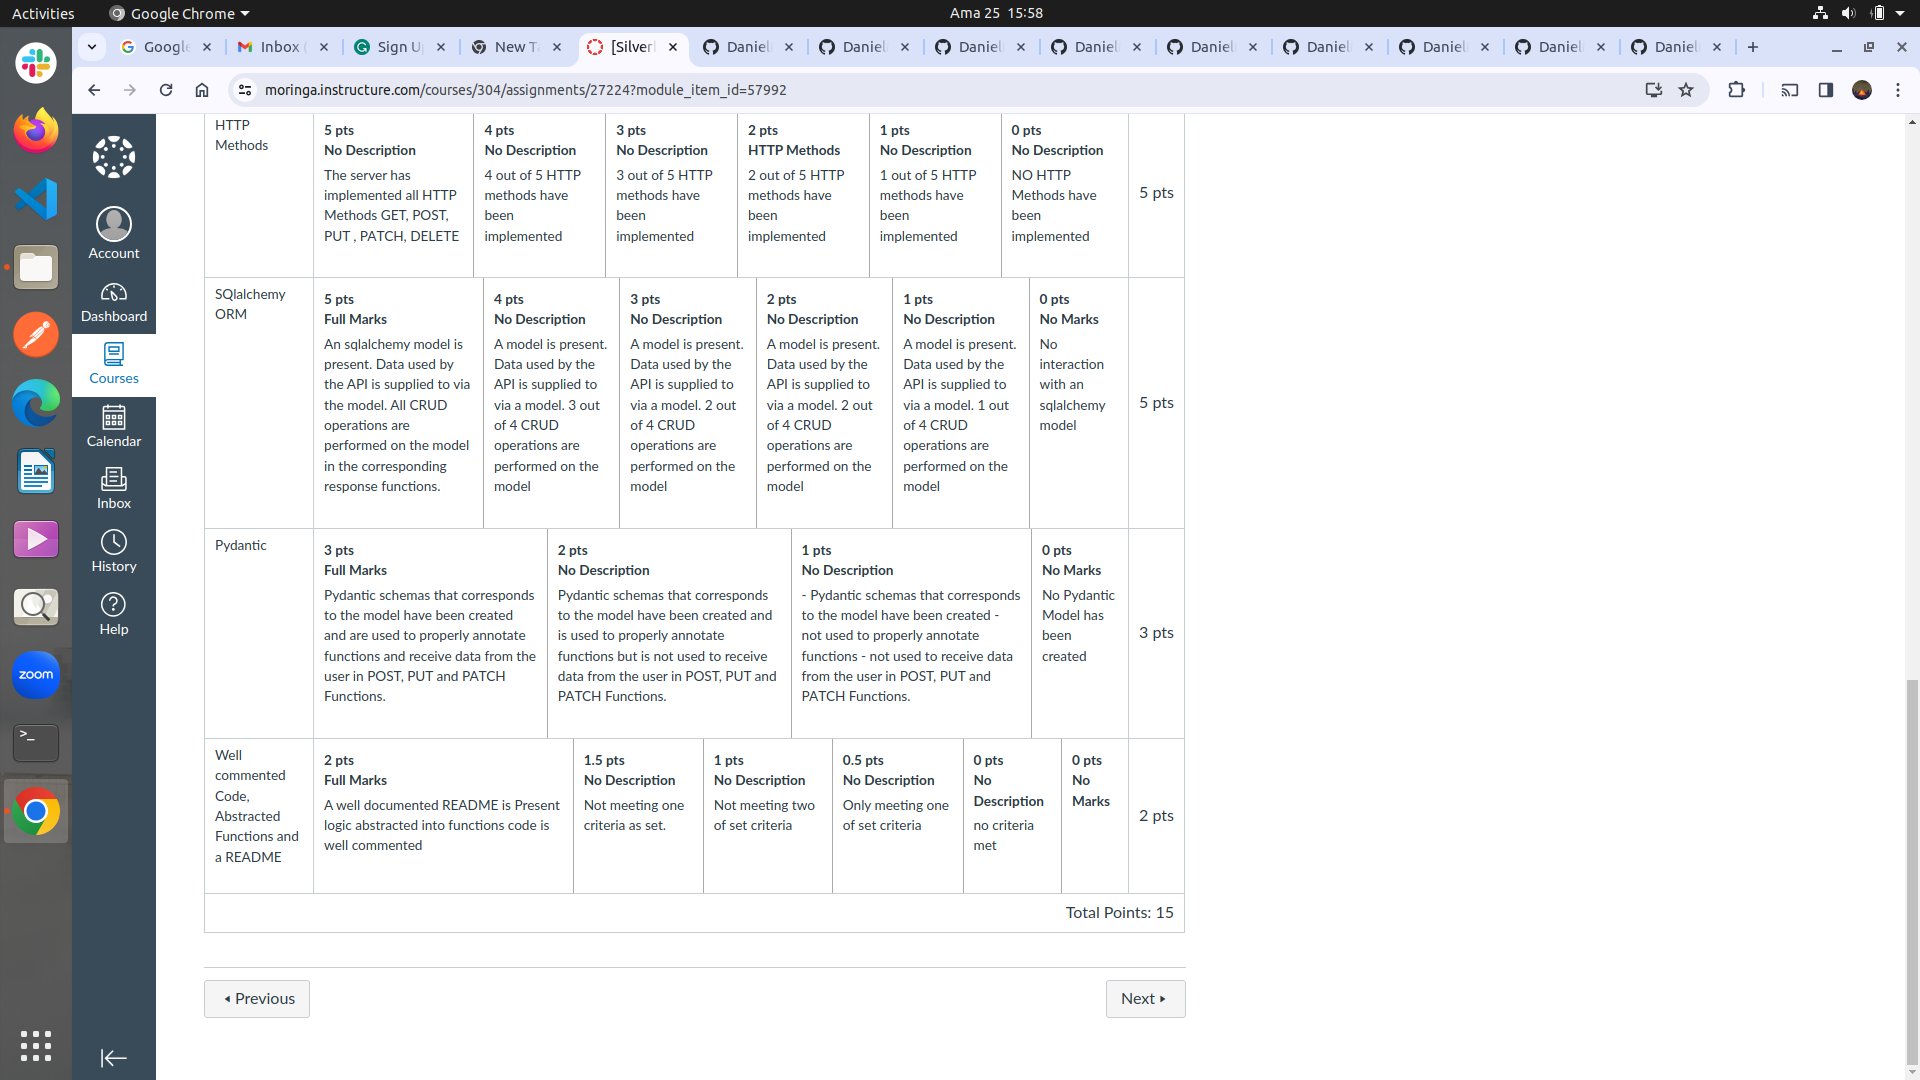 Activities
Google Chrome
Ama 25 15:58
Google
Inbox (
Sign U
New T
[Silver
Daniel
Daniel
Daniel
Daniel
Daniel
Daniel
Daniel
Daniel
Daniel
moringa.instructure.com/courses/304/assignments/27224?module_item_id=57992
Account
Dashboard
Courses
Calendar
Inbox
History
Help
zoom
HTTP
Methods
5 pts
No Description
The server has
implemented all HTTP
Methods GET, POST,
PUT , PATCH, DELETE
4 pts
No Description
4 out of 5 HTTP
methods have
been
implemented
3 pts
No Description
3 out of 5 HTTP
methods have
been
implemented
2 pts
HTTP Methods
2 out of 5 HTTP
methods have
been
implemented
1 pts
No Description
1 out of 5 HTTP
methods have
been
implemented
0 pts
No Description
NO HTTP
Methods have
been
implemented
5 pts
SQlalchemy
ORM
5 pts
Full Marks
An sqlalchemy model is
present. Data used by
the API is supplied to via
the model. All CRUD
operations are
performed on the model
in the corresponding
response functions.
4 pts
No Description
A model is present.
Data used by the
API is supplied to
via a model. 3 out
of 4 CRUD
operations are
performed on the
model
3 pts
No Description
A model is present.
Data used by the
API is supplied to
via a model. 2 out
of 4 CRUD
operations are
performed on the
model
2 pts
No Description
A model is present.
Data used by the
API is supplied to
via a model. 2 out
of 4 CRUD
operations are
performed on the
model
1 pts
No Description
A model is present.
Data used by the
API is supplied to
via a model. 1 out
of 4 CRUD
operations are
performed on the
model
0 pts
No Marks
No
interaction
with an
sqlalchemy
model
5 pts
Pydantic
3 pts
Full Marks
Pydantic schemas that corresponds
to the model have been created
and are used to properly annotate
functions and receive data from the
user in POST, PUT and PATCH
Functions.
2 pts
No Description
Pydantic schemas that corresponds
to the model have been created and
is used to properly annotate
functions but is not used to receive
data from the user in POST, PUT and
PATCH Functions.
1 pts
No Description
- Pydantic schemas that corresponds
to the model have been created -
not used to properly annotate
functions - not used to receive data
from the user in POST, PUT and
PATCH Functions.
0 pts
No Marks
No Pydantic
Model has
been
created
3 pts
Well
commented
Code,
Abstracted
Functions and
a README
2 pts
Full Marks
A well documented README is Present
logic abstracted into functions code is
well commented
1.5 pts
No Description
Not meeting one
criteria as set.
1 pts
No Description
Not meeting two
of set criteria
0.5 pts
No Description
Only meeting one
of set criteria
0 pts
No
Description
no criteria
met
0 pts
No
Marks
2 pts
Total Points: 15
Previous
Next